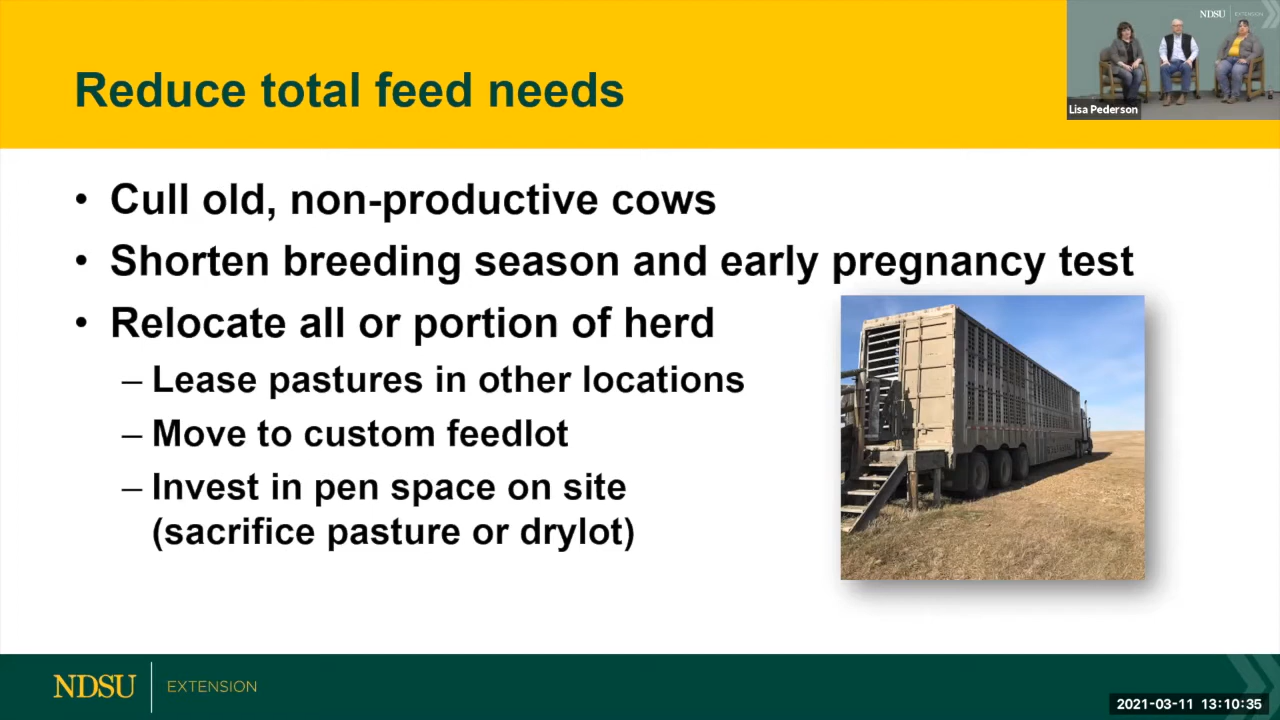 NDSU EXTENSION
Lisa Pederson
Reduce total feed needs
• Cull old, non-productive cows
• Shorten breeding season and early pregnancy test
• Relocate all or portion of herd
– Lease pastures in other locations
– Move to custom feedlot
– Invest in pen space on site
(sacrifice pasture or drylot)
NDSU EXTENSION
2021-03-11 13:10:35